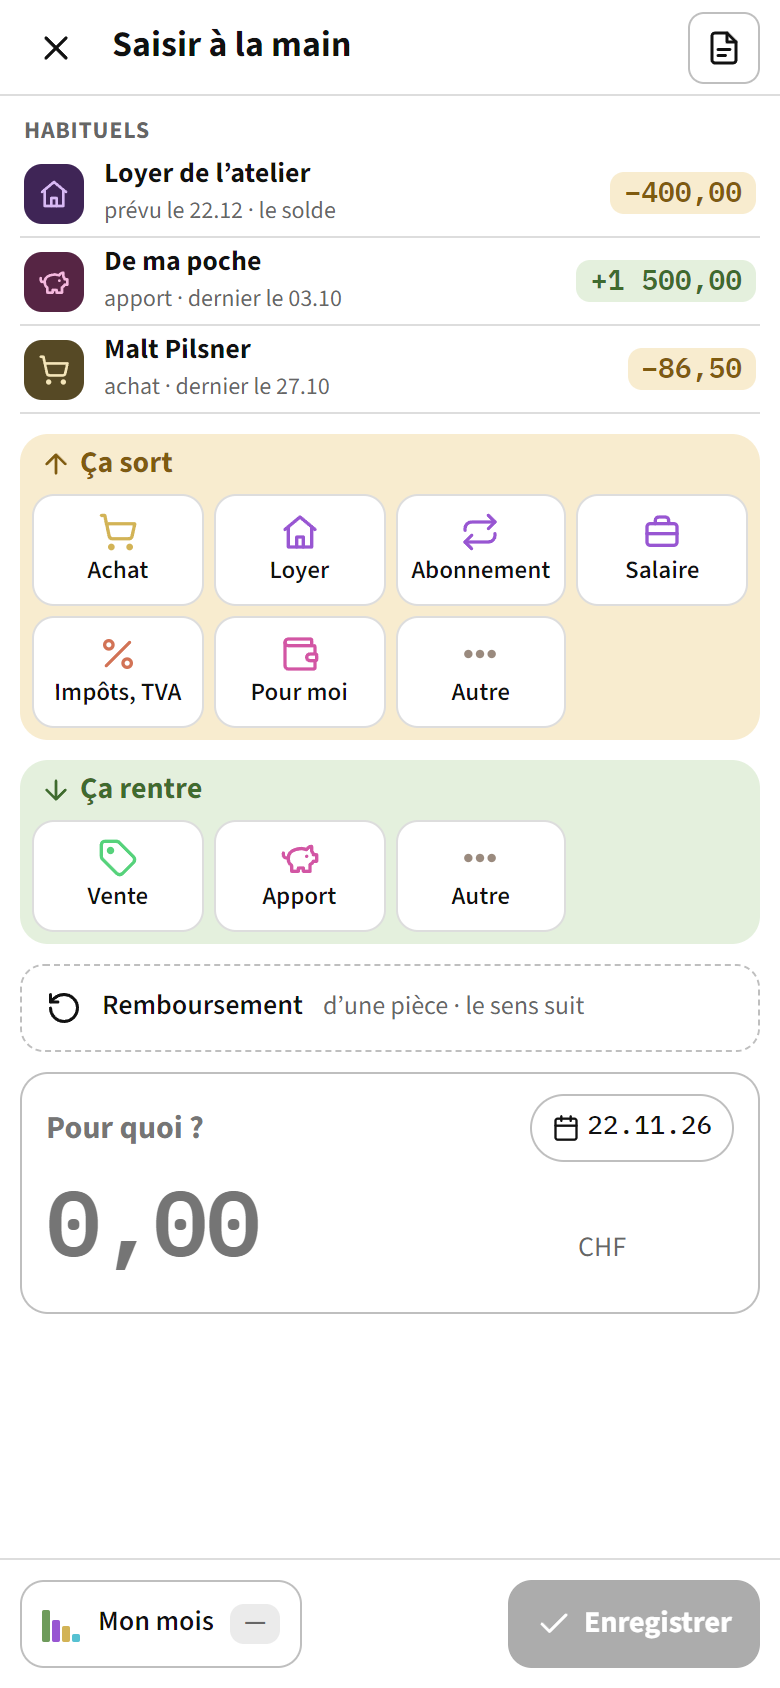 Saisir à la main
HABITUELS
Loyer de l’atelier
prévu le 22.12 · le solde
−400,00
De ma poche
apport · dernier le 03.10
+1 500,00
Malt Pilsner
achat · dernier le 27.10
−86,50
Ça sort
Achat
Loyer
Abonnement
Salaire
Impôts, TVA
Pour moi
Autre
Ça rentre
Vente
Apport
Autre
Remboursement d’une pièce · le sens suit
Pour quoi ?
22.11.26
0,00
CHF
Mon mois —
Enregistrer